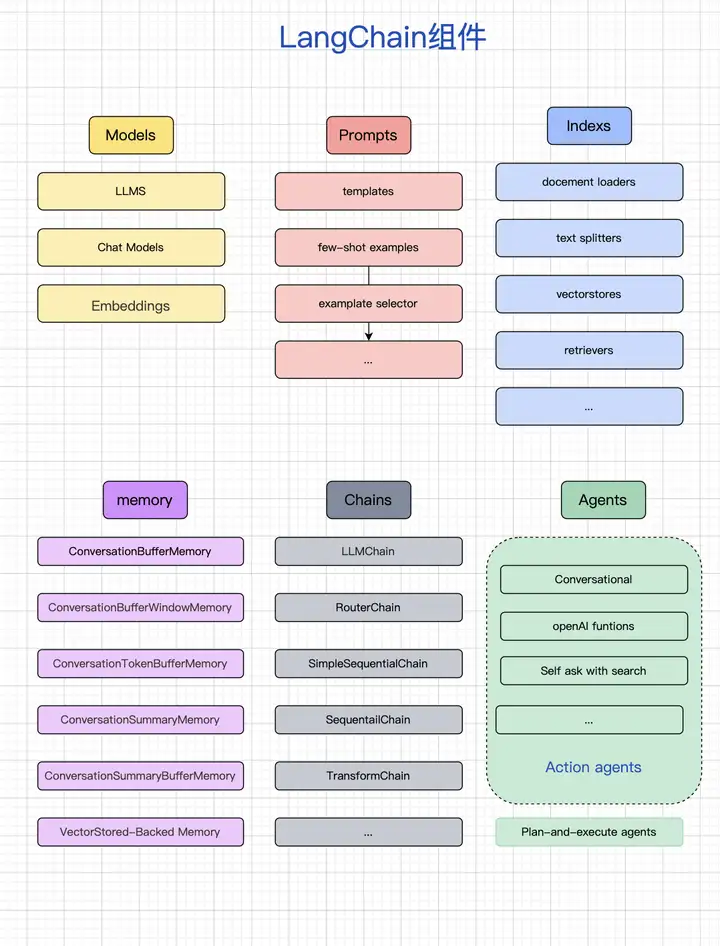 LangChain组件
Models
LLMS
Chat Models
Embeddings
Prompts
templates
few-shot examples
examplate selector
...
Indexs
docement loaders
text splitters
vectorstores
retrievers
...
memory
ConversationBufferMemory
ConversationBufferWindowMemory
ConversationTokenBufferMemory
ConversationSummaryMemory
ConversationSummaryBufferMemory
VectorStored-Backed Memory
Chains
LLMChain
RouterChain
SimpleSequentialChain
SequentailChain
TransformChain
...
Agents
Conversational
openAI funtions
Self ask with search
...
Action agents
Plan-and-execute agents